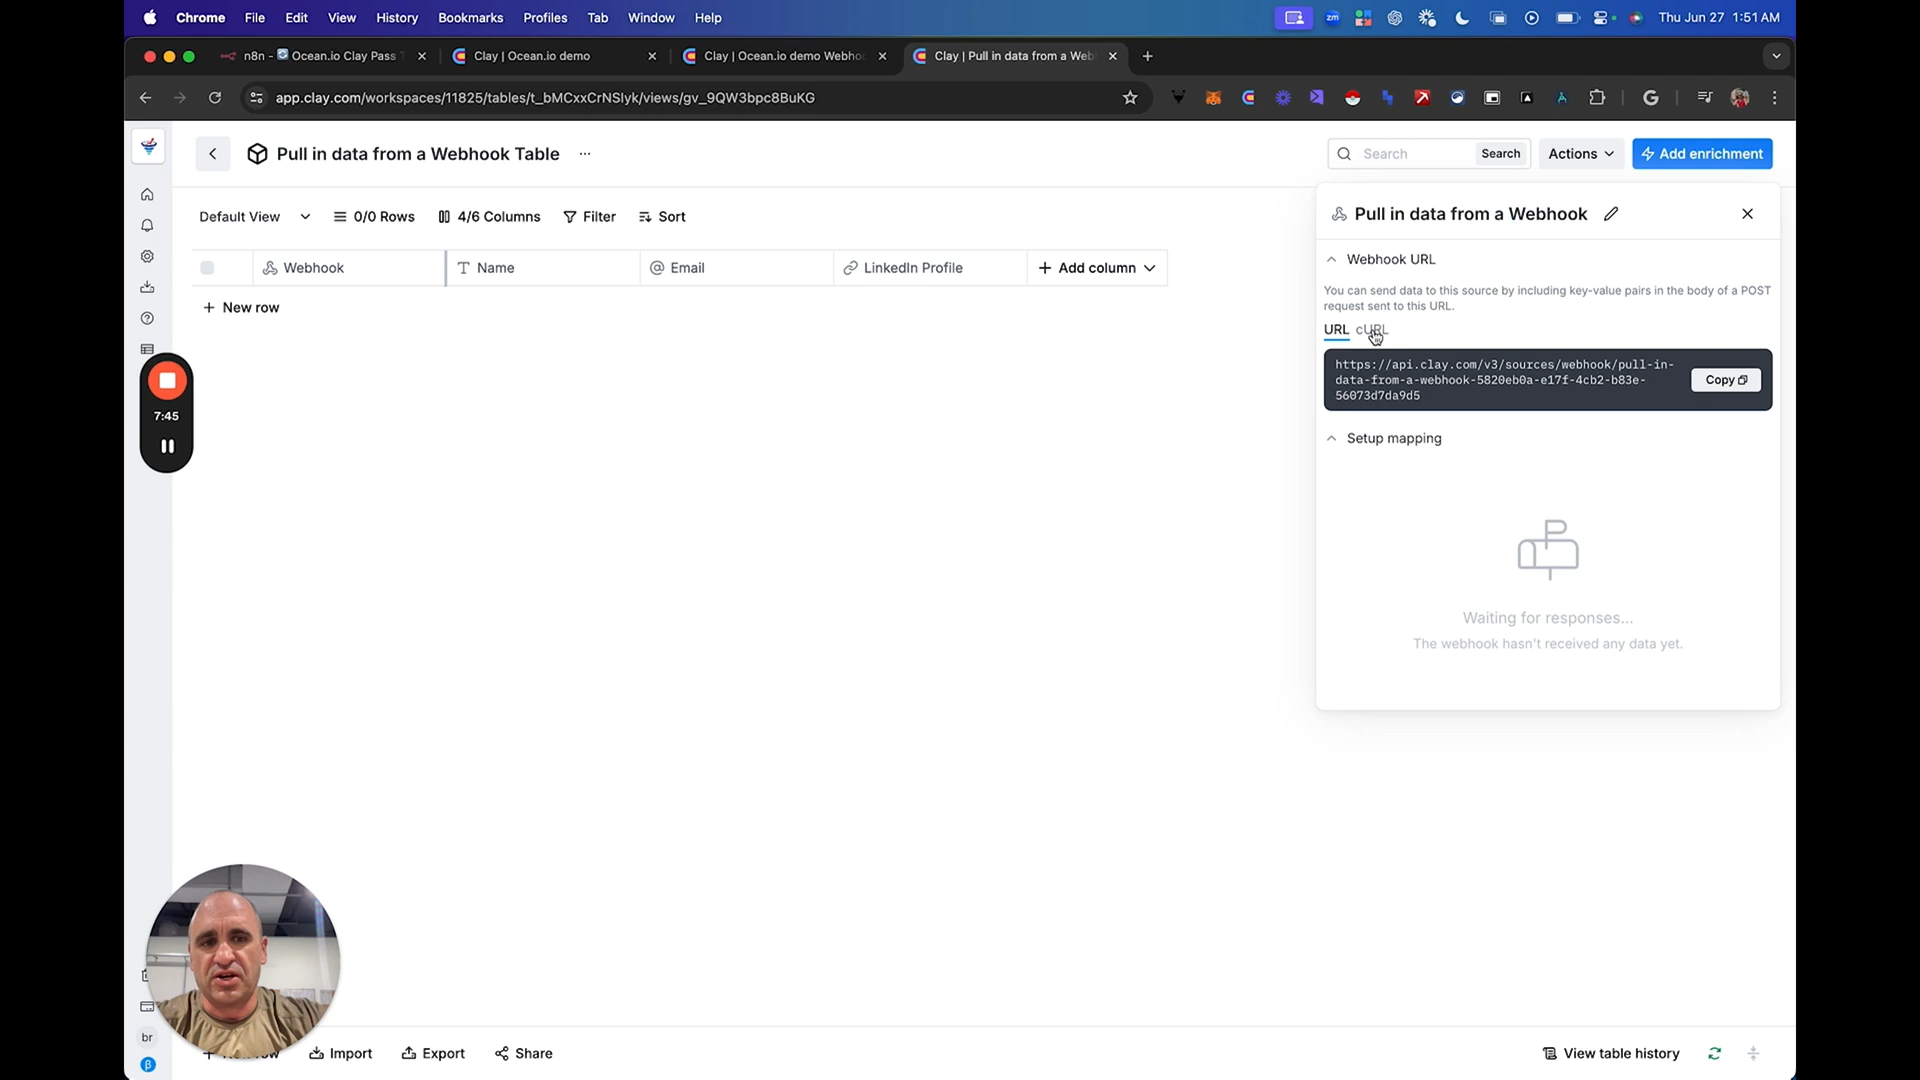 Chrome File Edit View History Bookmarks Profiles Tab Window Help
zm
Thu Jun 27 1:51 AM
n8n - Ocean.io Clay Pass
Clay | Ocean.io demo
Clay | Ocean.io demo Webho
Clay | Pull in data from a Web
app.clay.com/workspaces/11825/tables/t_bMCxxCrNSlyk/views/gv_9QW3bpc8BuKG
Pull in data from a Webhook Table
Search
Search
Actions
Add enrichment
Default View
0/0 Rows
4/6 Columns
Filter
Sort
Webhook
Name
Email
LinkedIn Profile
+ Add column
+ New row
Pull in data from a Webhook
Webhook URL
You can send data to this source by including key-value pairs in the body of a POST
request sent to this URL.
URL cURL
https://api.clay.com/v3/sources/webhook/pull-in-
data-from-a-webhook-5820eb0a-e17f-4cb2-b83e-
56073d7da9d5
Copy
Setup mapping
Waiting for responses...
The webhook hasn't received any data yet.
7:45
br
β
Import
Export
Share
View table history